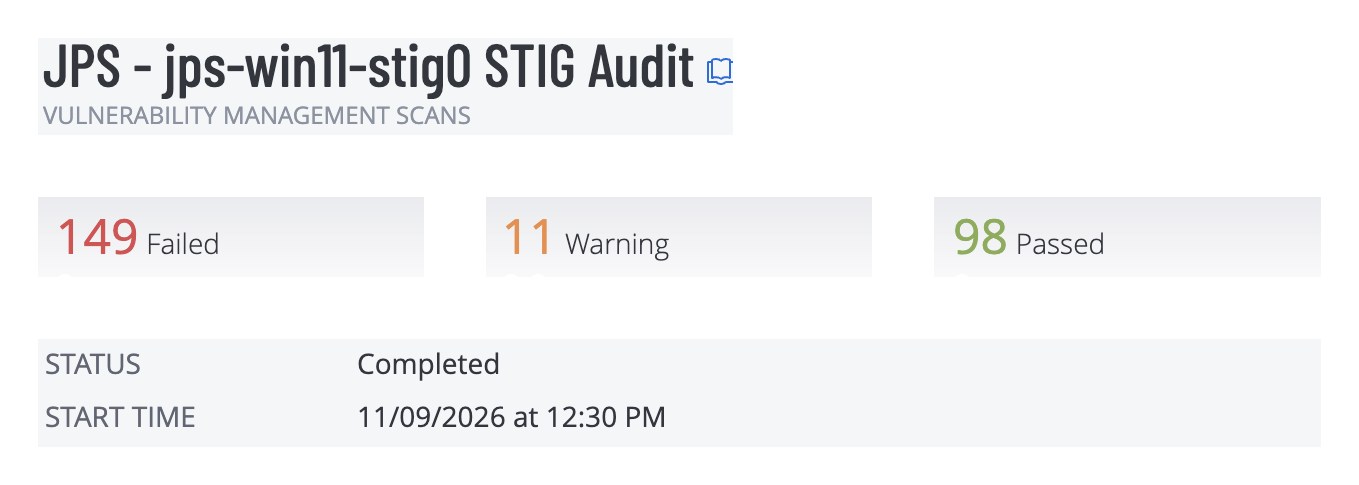 JPS - jps-win11-stig0 STIG Audit
VULNERABILITY MANAGEMENT SCANS
149 Failed
11 Warning
98 Passed
STATUS Completed
START TIME 11/09/2026 at 12:30 PM